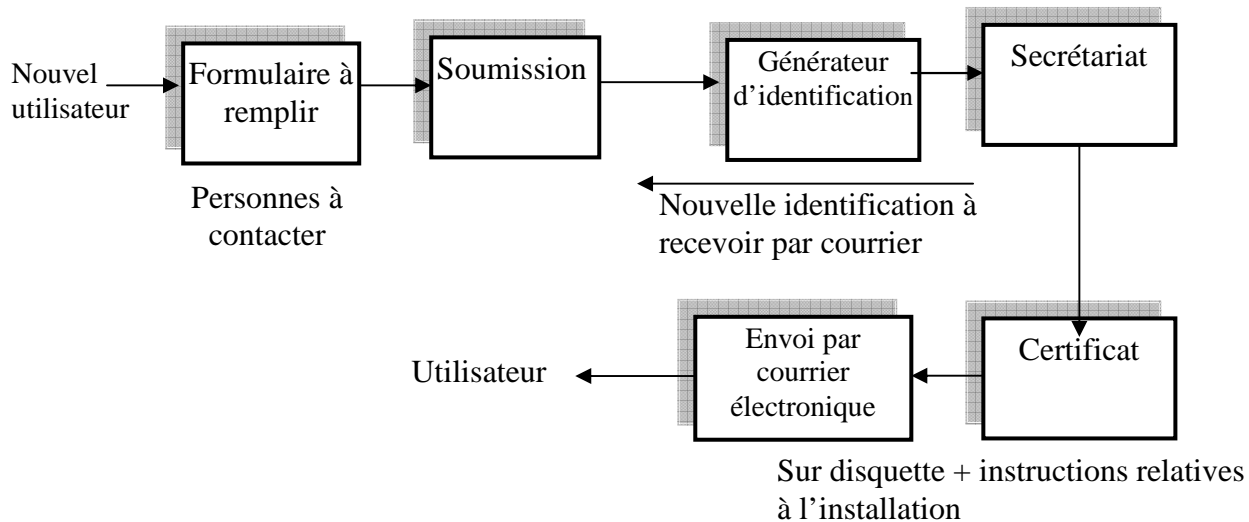 Nouvel
utilisateur
Formulaire à
remplir
Personnes à
contacter
Soumission
Générateur
d’identification
Secrétariat
Nouvelle identification à
recevoir par courrier
Certificat
Envoi par
courrier
électronique
Utilisateur
Sur disquette + instructions relatives
à l’installation